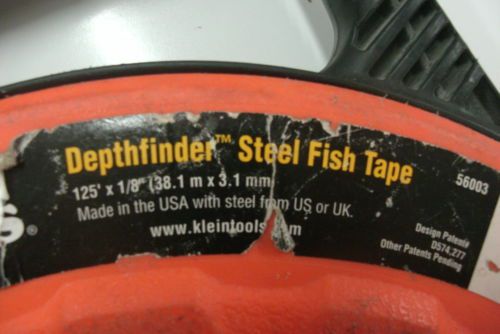 Depthfinder™ Steel Fish Tape
125' x 1/8" (38.1 m x 3.1 mm
56003
Made in the USA with steel from US or UK.
www.kleintools.com
Design Patents
D574,277
Other Patents Pending
s®